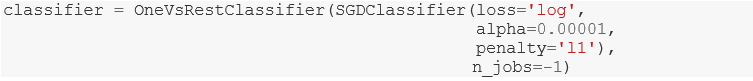 classifier = OneVsRestClassifier(SGDClassifier(loss='log',
alpha=0.00001,
penalty='l1'),
n_jobs=-1)